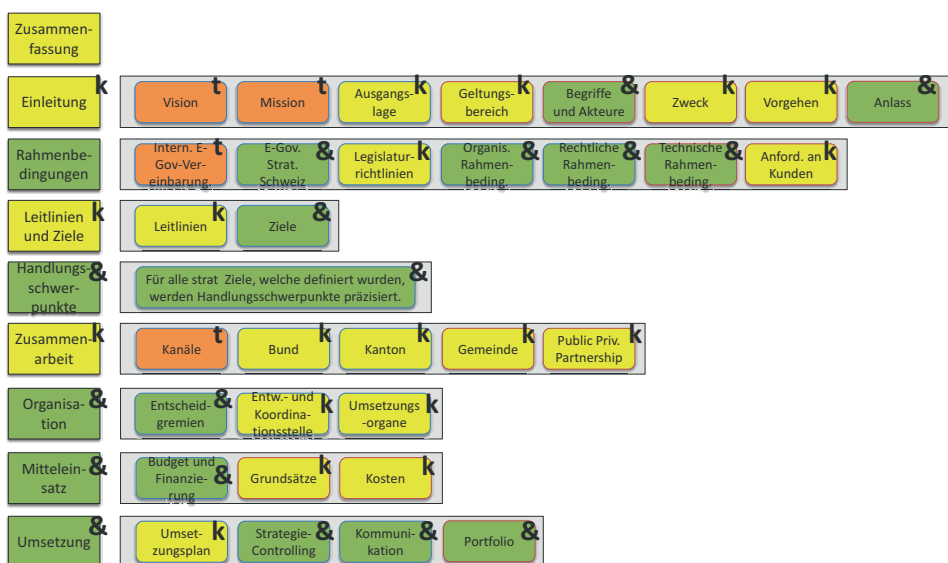 Zusammen-
fassung
Einleitung k
Vision t
Mission t
Ausgangs-
lage k
Geltungs-
bereich k
Begriffe
und Akteure &
Zweck k
Vorgehen k
Anlass &
Rahmenbe-
dingungen
Intern. E-
Gov-Ver-
einbarung. t
E-Gov.
Strat.
Schweiz &
Legislatur-
richtlinien k
Organis.
Rahmen-
beding. &
Rechtliche
Rahmen-
beding. &
Technische
Rahmen-
beding. &
Anford. an
Kunden k
Leitlinien
und Ziele k
Leitlinien k
Ziele &
Handlungs-
schwer-
punkte &
Für alle strat Ziele, welche definiert wurden,
werden Handlungsschwerpunkte präzisiert. &
Zusammen-
arbeit k
Kanäle t
Bund k
Kanton k
Gemeinde k
Public Priv.
Partnership k
Organisa-
tion &
Entscheid-
gremien &
Entw.- und
Koordina-
tionsstelle k
Umsetzungs
-organe k
Mittelein-
satz &
Budget und
Finanzie-
rung &
Grundsätze k
Kosten k
Umsetzung &
Umset-
zungsplan k
Strategie-
Controlling &
Kommuni-
kation &
Portfolio &